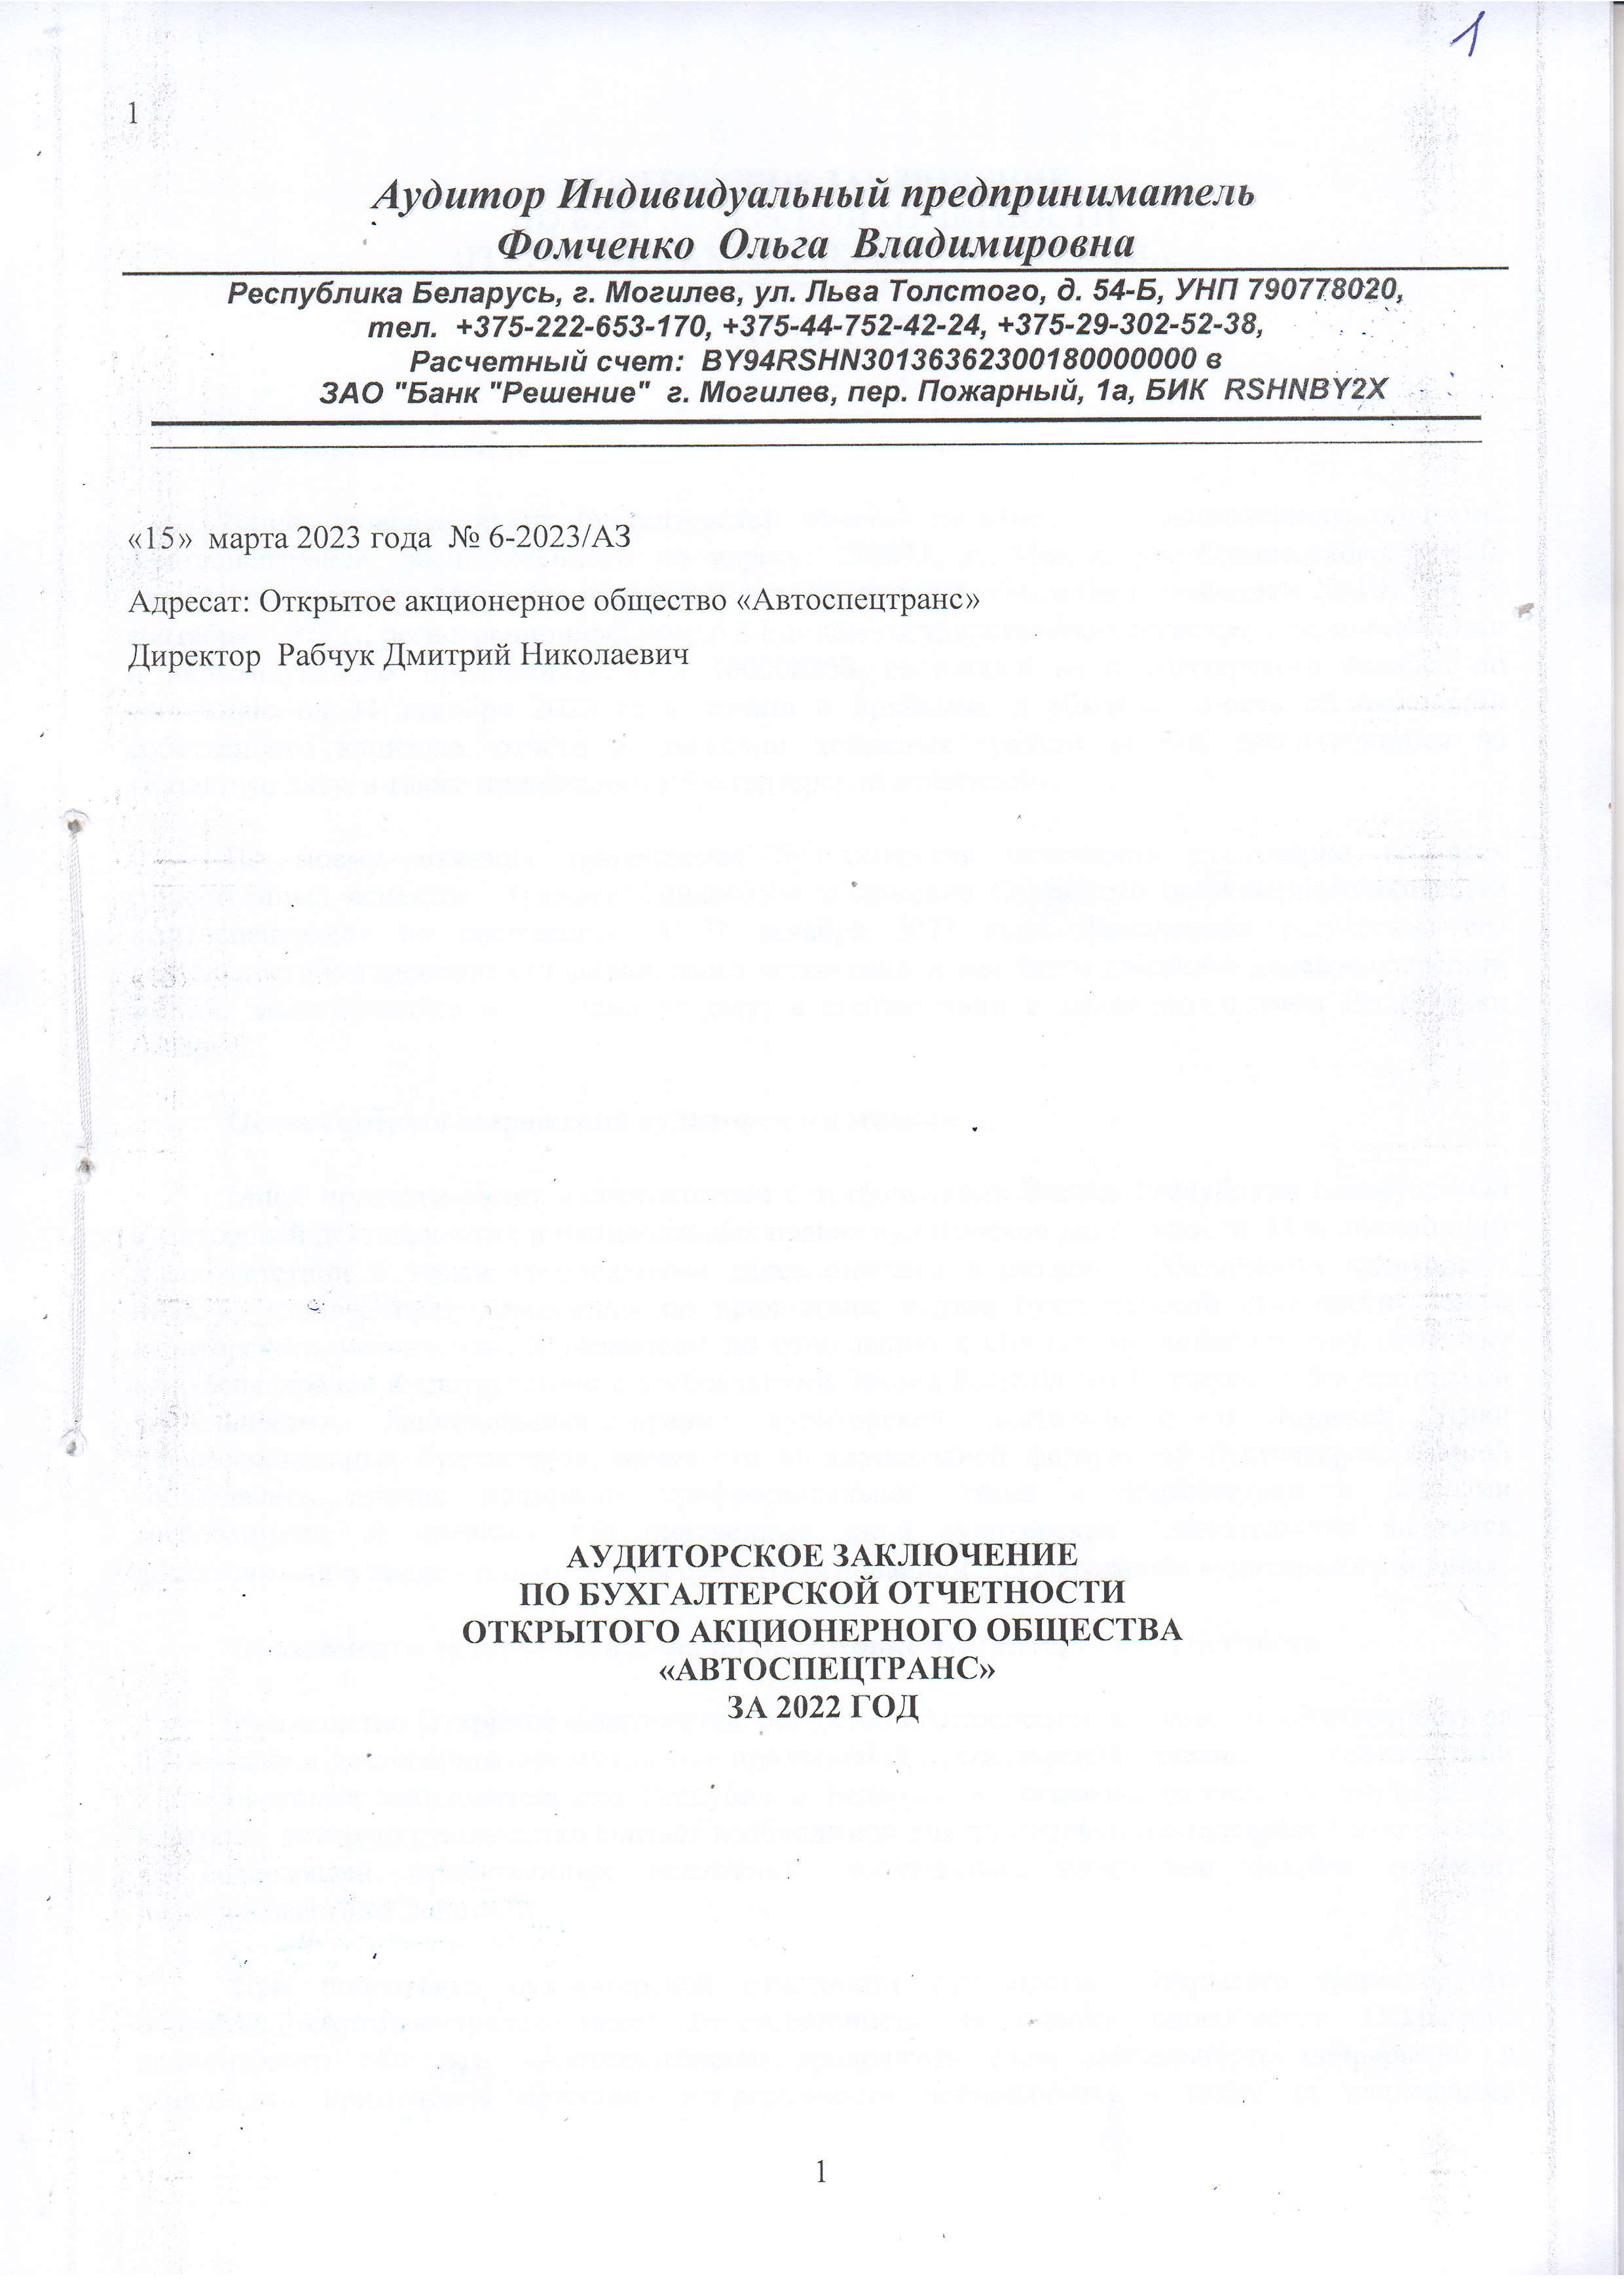 1
1
Аудитор Индивидуальный предприниматель
Фомченко Ольга Владимировна
Республика Беларусь, г. Могилев, ул. Льва Толстого, д. 54-Б, УНП 790778020,
тел. +375-222-653-170, +375-44-752-42-24, +375-29-302-52-38,
Расчетный счет: BY94RSHN30136362300180000000 в
ЗАО "Банк "Решение" г. Могилев, пер. Пожарный, 1а, БИК RSHNBY2X
«15» марта 2023 года № 6-2023/АЗ
Адресат: Открытое акционерное общество «Автоспецтранс»
Директор Рабчук Дмитрий Николаевич
АУДИТОРСКОЕ ЗАКЛЮЧЕНИЕ
ПО БУХГАЛТЕРСКОЙ ОТЧЕТНОСТИ
ОТКРЫТОГО АКЦИОНЕРНОГО ОБЩЕСТВА
«АВТОСПЕЦТРАНС»
ЗА 2022 ГОД
1